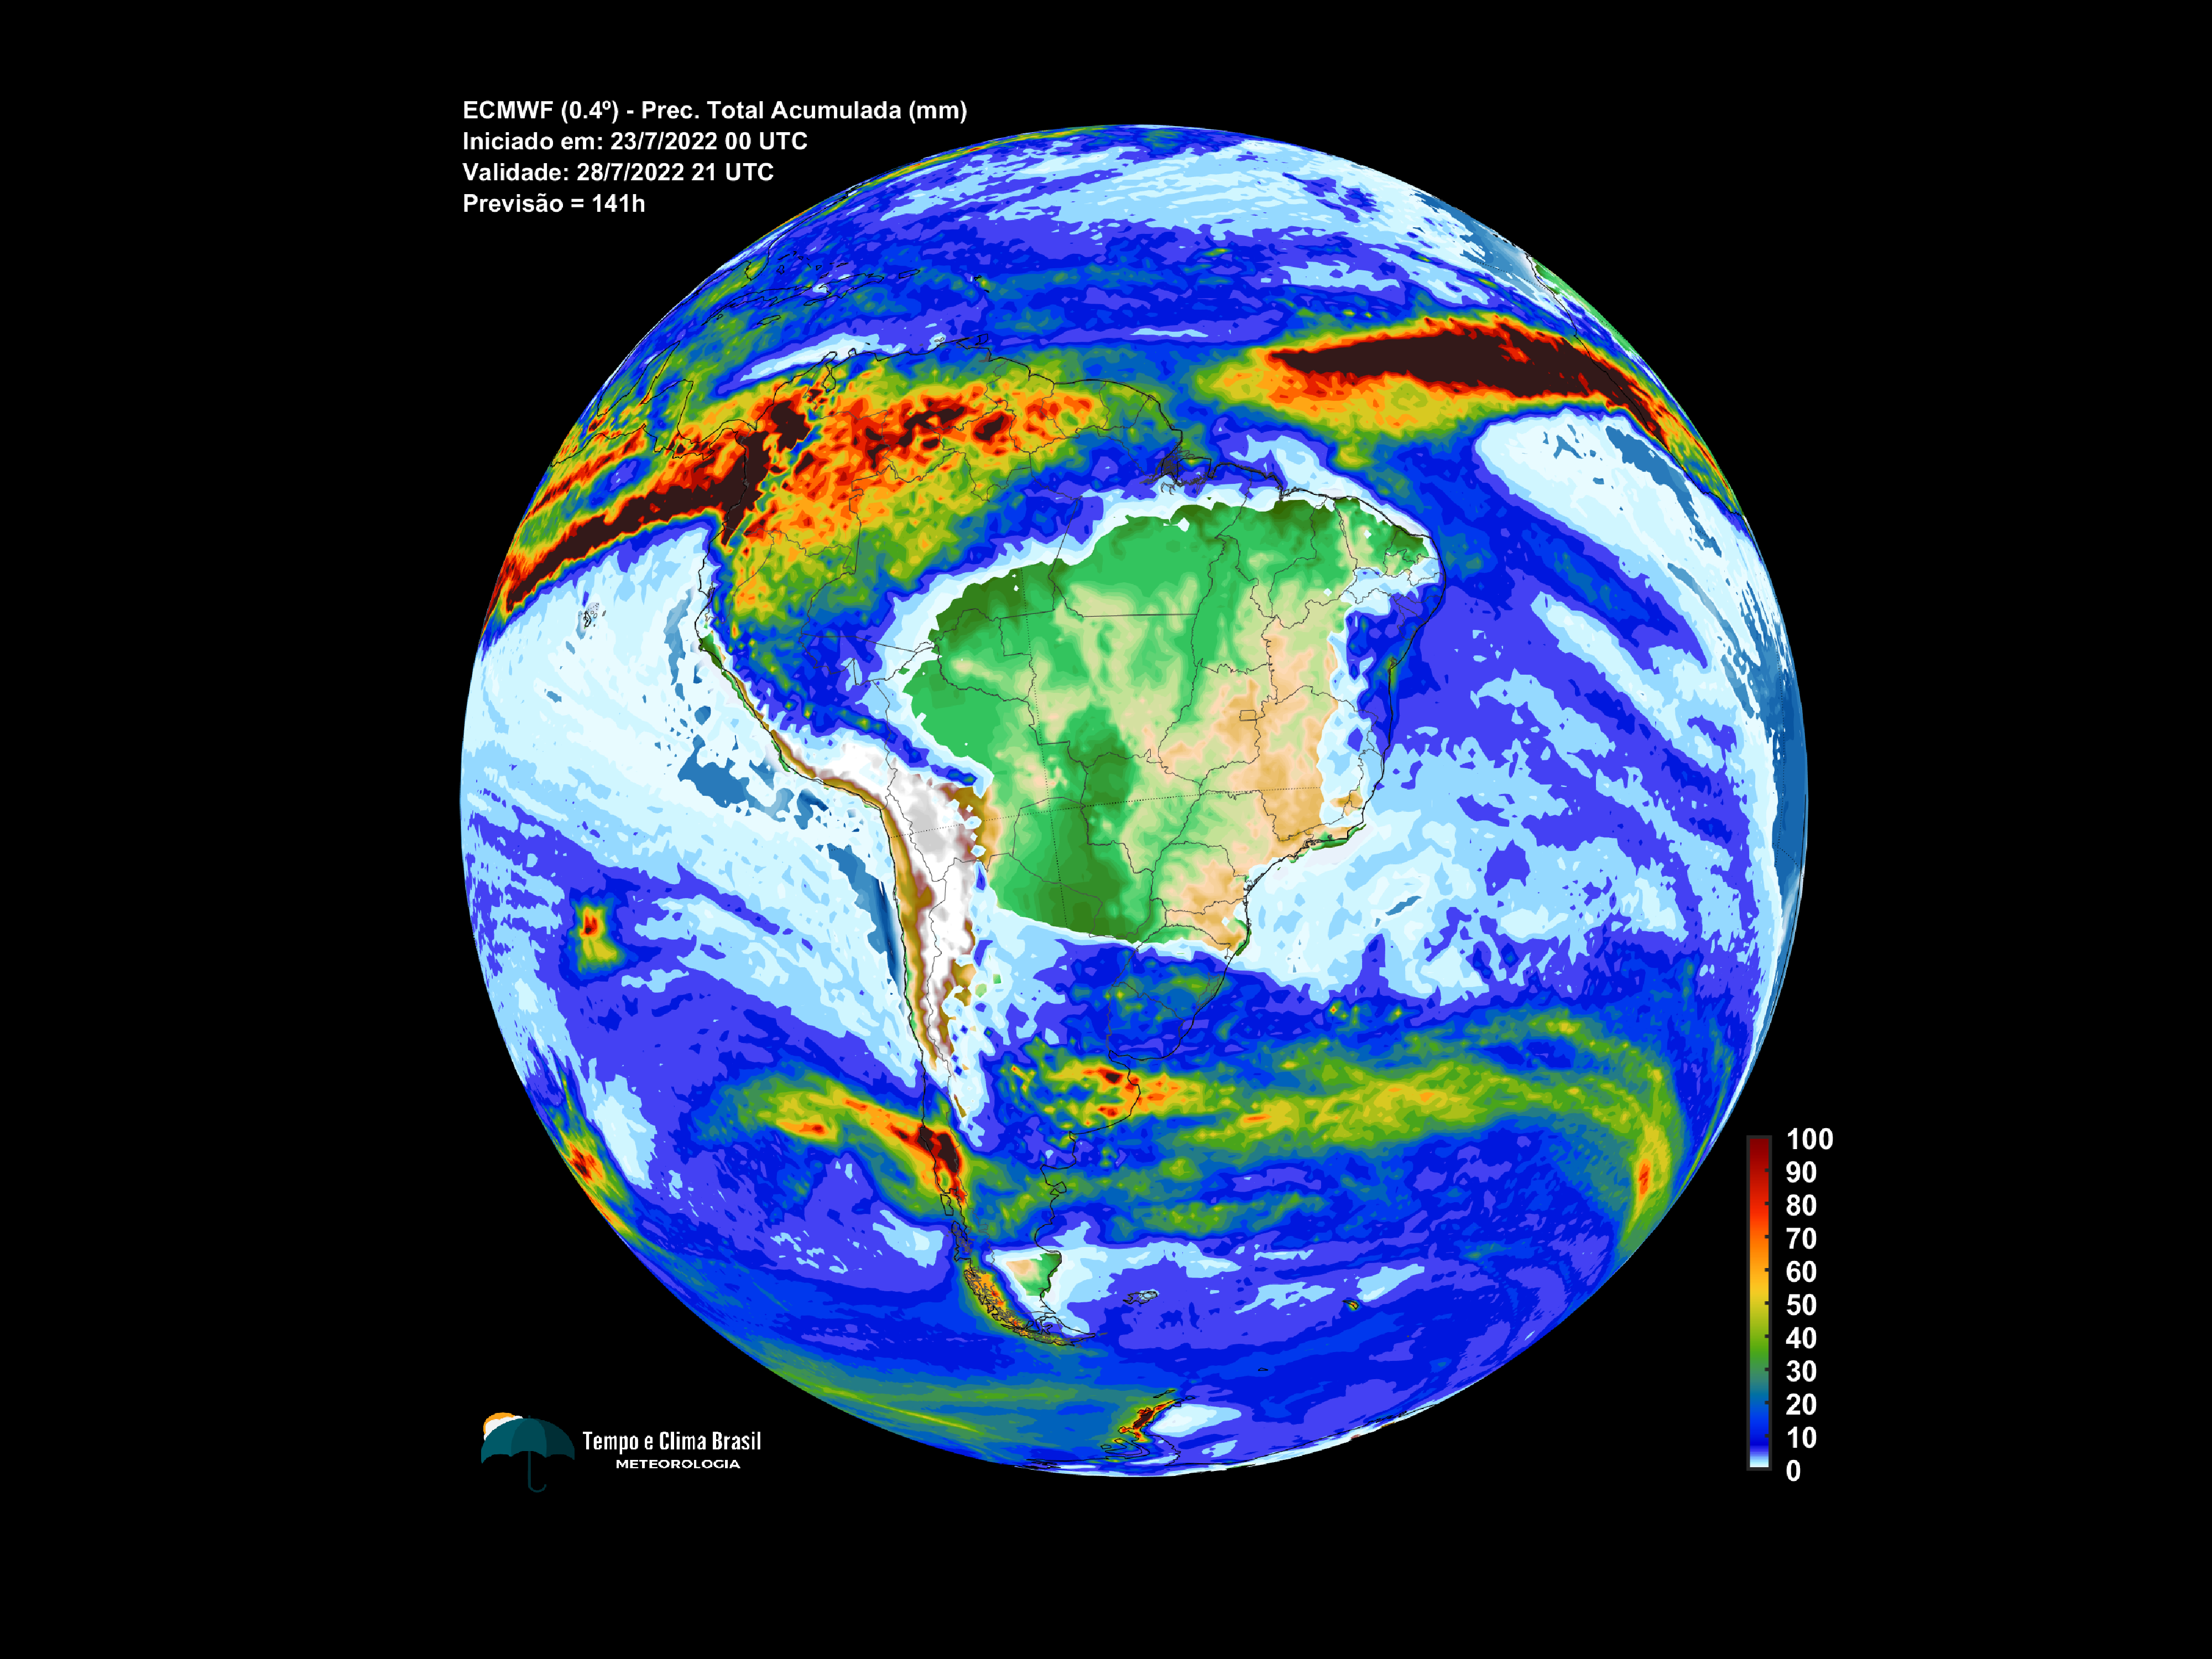 ECMWF (0.4º) - Prec. Total Acumulada (mm)
Iniciado em: 23/7/2022 00 UTC
Validade: 28/7/2022 21 UTC
Previsão = 141h
100
90
80
70
60
50
40
30
20
10
0
Tempo e Clima Brasil
METEOROLOGIA